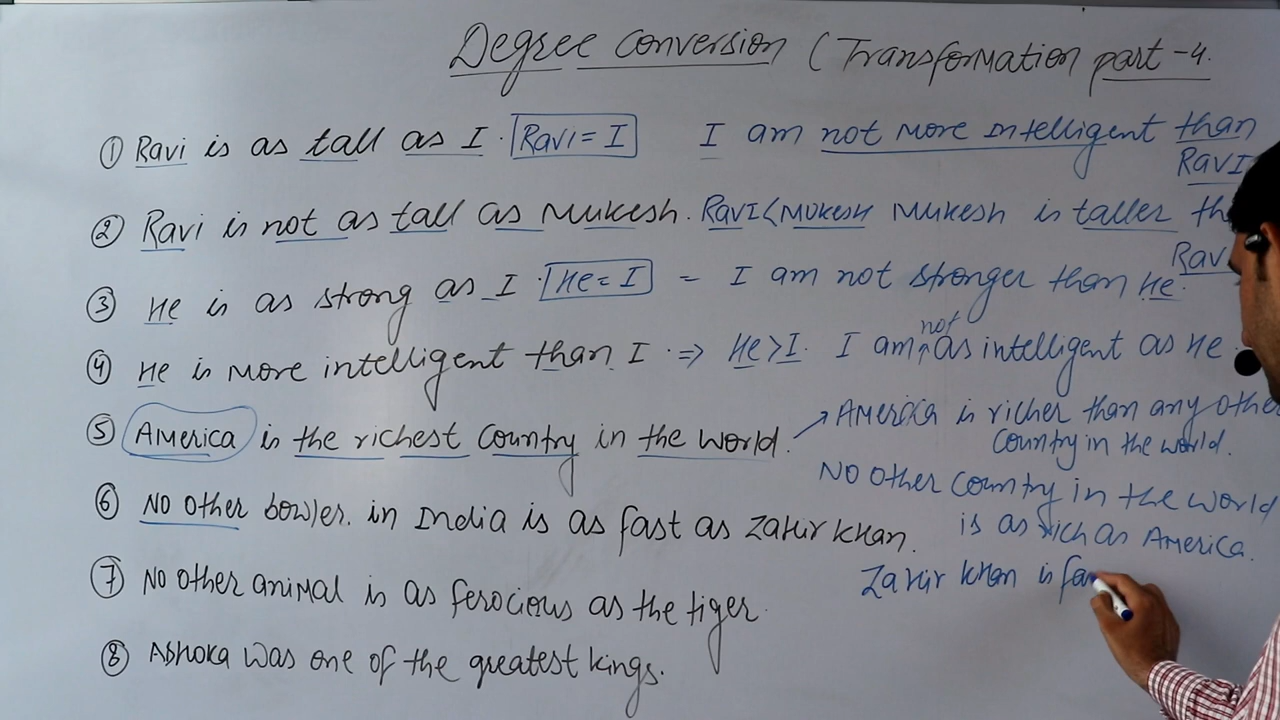 Degree Conversion (Transformation part-4.
① Ravi is as tall as I. Ravi = I I am not more intelligent than
RAVI
② Ravi is not as tall as Mukesh. RAVI<MUKESH Mukesh is taller th
Rav
③ He is as strong as I. He = I = I am not stronger than He.
not
④ He is more intelligent than I. ⇒ He > I. I am ↑ as intelligent as He.
⑤ America is the richest Country in the world. → America is richer than any othe
Country in the world.
No other Country in the world
⑥ No other bowler. in India is as fast as Zahir Khan. is as rich as America.
⑦ No other animal is as ferocious as the tiger. Zahir Khan is fa
⑧ Ashoka was one of the greatest kings.